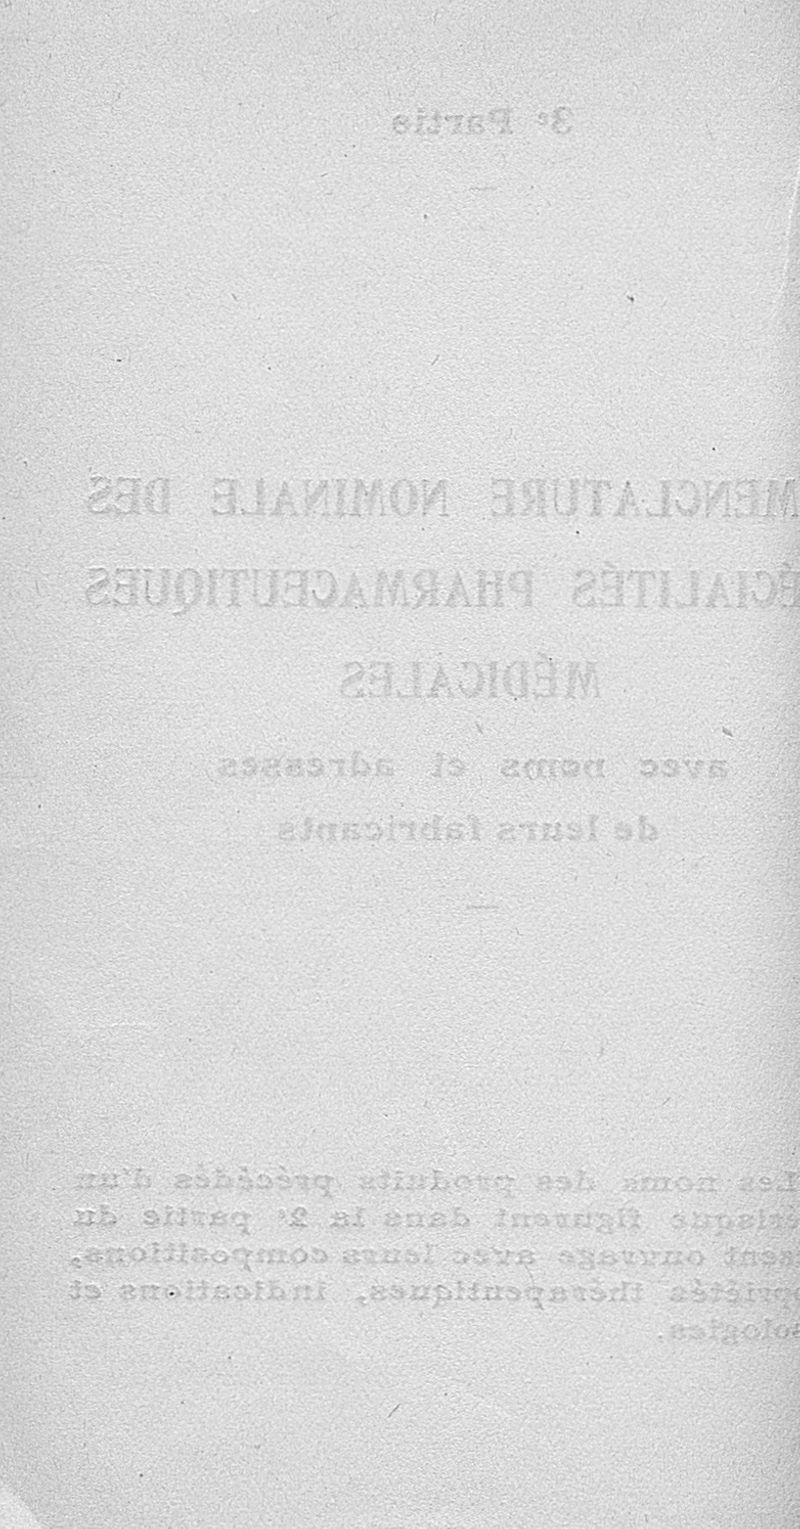 3e Partie
MENCLATURE NOMINALE DES
ÉCIALITÉS PHARMACEUTIQUES
MÉDICALES
avec noms et adresses
de leurs fabricants
Les noms des produits précédés d'un
érisque figurent dans la 2e partie du
sent ouvrage avec leurs compositions,
priétés thérapeutiques, indications et
sologies.